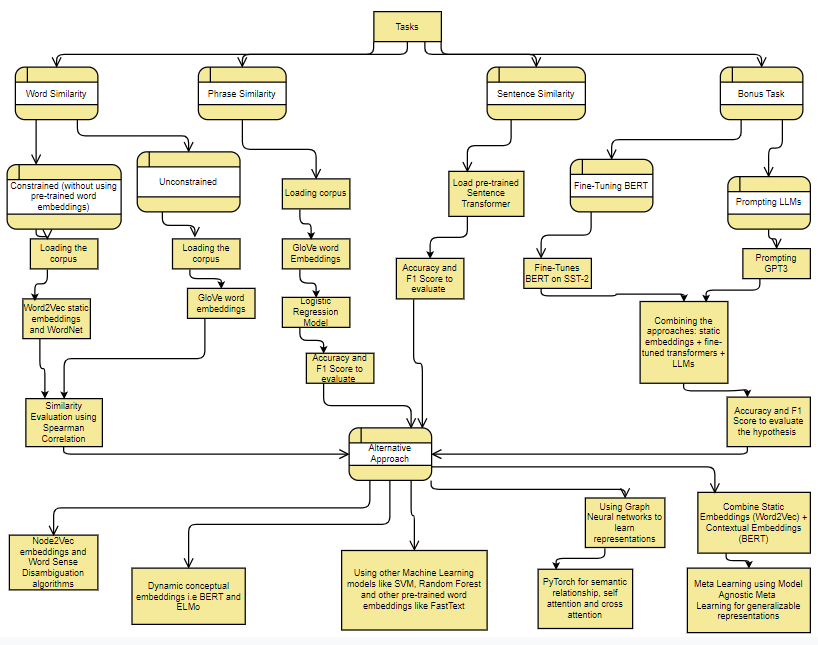 Tasks
Word Similarity
Phrase Similarity
Sentence Similarity
Bonus Task
Constrained (without using
pre-trained word
embeddings)
Unconstrained
Loading corpus
Load pre-trained
Sentence
Transformer
Fine-Tuning BERT
Prompting LLMs
Loading the
corpus
Loading the
corpus
GloVe word
Embeddings
Accuracy and
F1 Score to
evaluate
Fine-Tunes
BERT on SST-2
Prompting
GPT3
Word2Vec static
embeddings
and WordNet
GloVe word
embeddings
Logistic
Regression
Model
Combining the
approaches: static
embeddings + fine-
tuned transformers +
LLMs
Accuracy and
F1 Score to
evaluate
Similarity
Evaluation using
Spearman
Correlation
Accuracy and F1
Score to evaluate
the hypothesis
Alternative
Approach
Node2Vec
embeddings and
Word Sense
Disambiguation
algorithms
Dynamic conceptual
embeddings i.e BERT and
ELMo
Using other Machine Learning
models like SVM, Random Forest
and other pre-trained word
embeddings like FastText
Using Graph
Neural networks to
learn
representations
Combine Static
Embeddings (Word2Vec) +
Contextual Embeddings
(BERT)
PyTorch for semantic
relationship, self
attention and cross
attention
Meta Learning using Model
Agnostic Meta
Learning for generalizable
representations